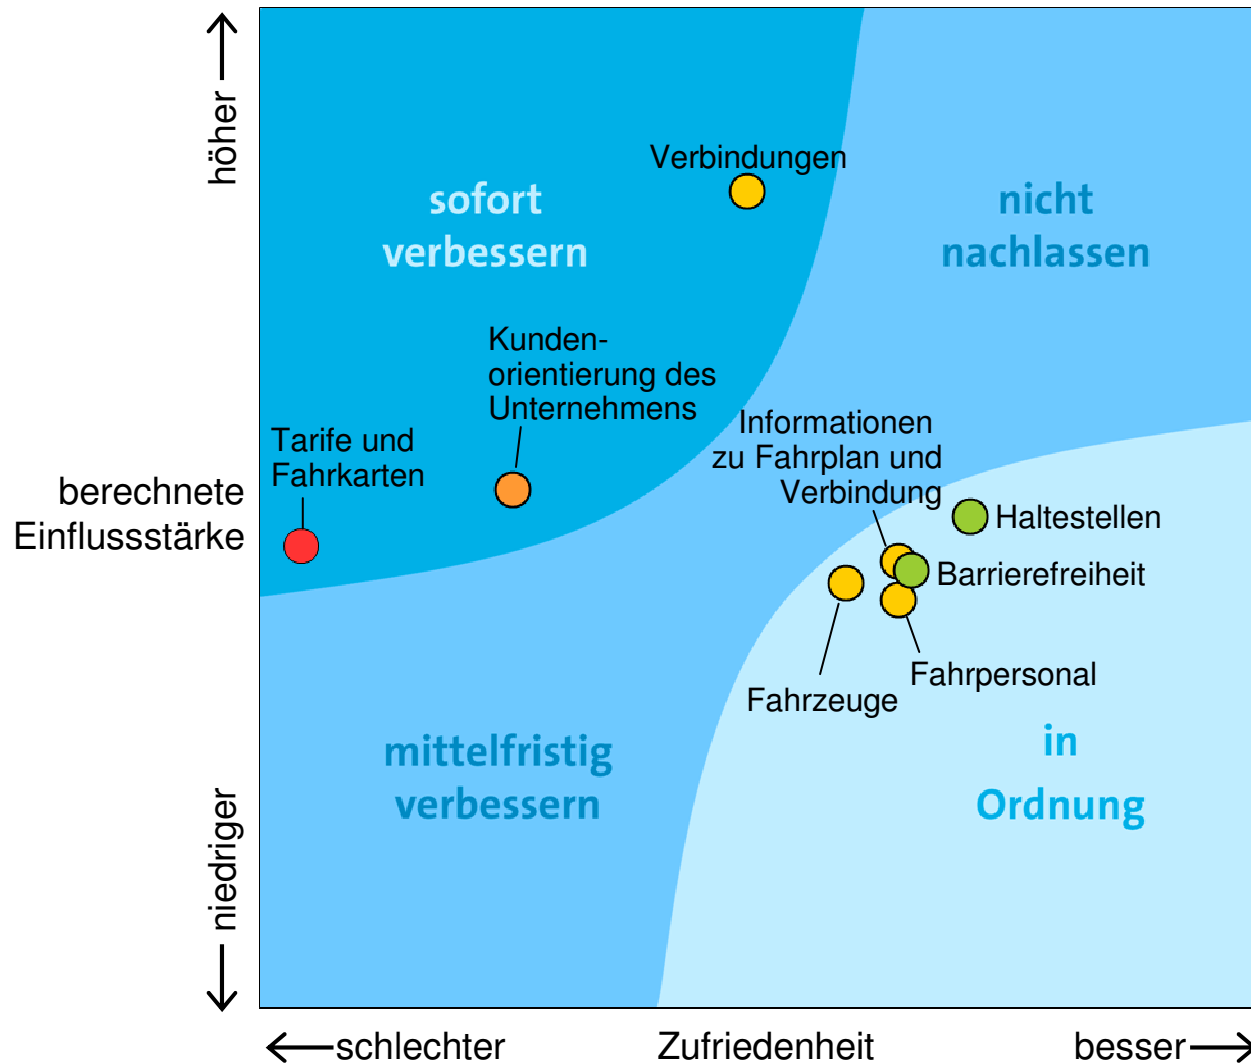 höher
Verbindungen
sofort
verbessern
nicht
nachlassen
Kunden-
orientierung des
Unternehmens
Tarife und
Fahrkarten
Informationen
zu Fahrplan und
Verbindung
berechnete
Einflussstärke
Haltestellen
Barrierefreiheit
Fahrpersonal
Fahrzeuge
mittelfristig
verbessern
in
Ordnung
niedriger
schlechter Zufriedenheit besser